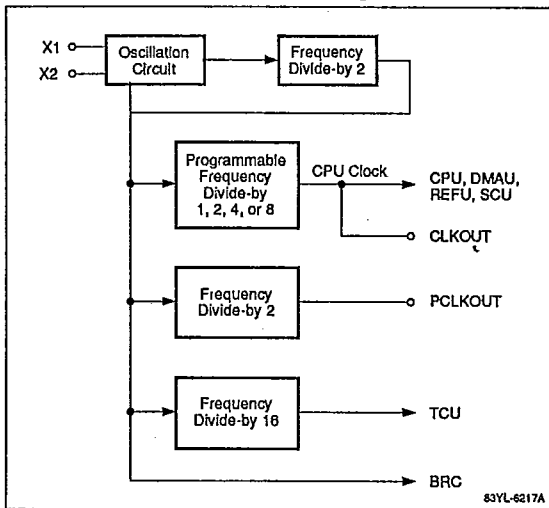 X1
X2
Oscillation
Circuit
Frequency
Divide-by 2
Programmable
Frequency
Divide-by
1, 2, 4, or 8
CPU Clock
CPU, DMAU,
REFU, SCU
CLKOUT
Frequency
Divide-by 2
PCLKOUT
Frequency
Divide-by 16
TCU
BRC
83YL-6217A